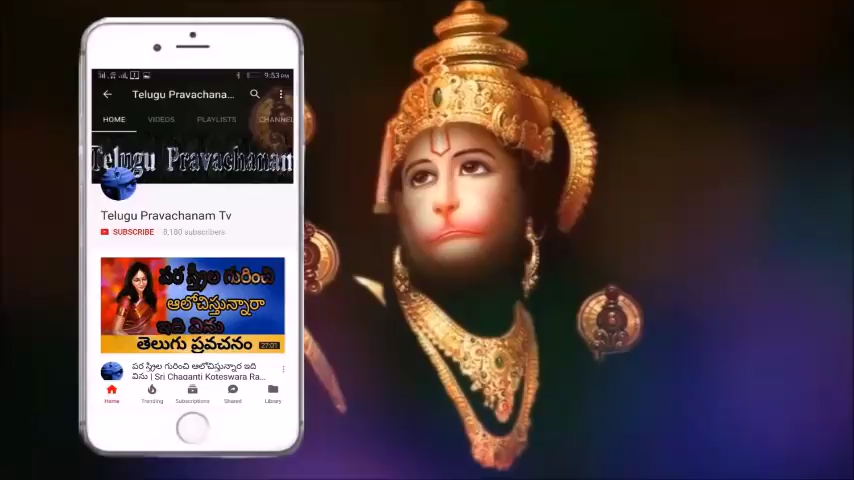 9:53 PM
Telugu Pravachana...
HOME VIDEOS PLAYLISTS CHANNEL
Telugu Pravachanam
Telugu Pravachanam Tv
SUBSCRIBE 8,180 subscribers
పర స్త్రీల గురించి
ఆలోచిస్తున్నారా
ఇది విను
తెలుగు ప్రవచనం 27:01
పర స్త్రీల గురించి ఆలోచిస్తున్నార ఇది
విను | Sri Chaganti Koteswara Ra...
Home Trending Subscriptions Shared Library